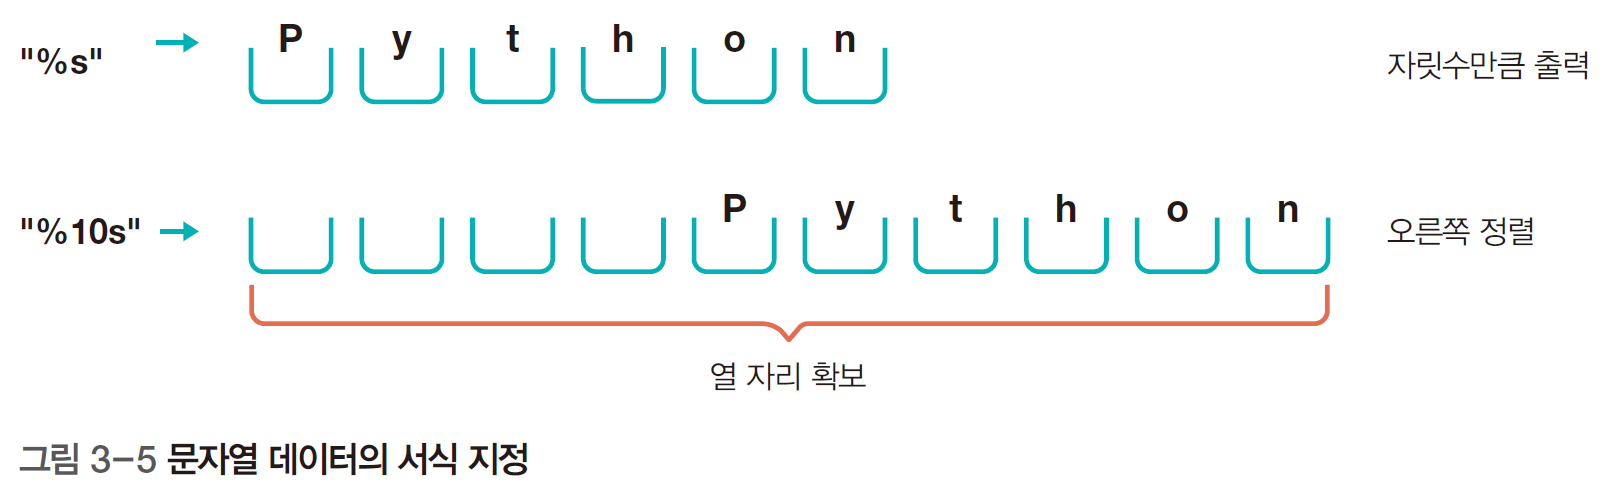 "%s" → P y t h o n 자릿수만큼 출력
"%10s" → P y t h o n 오른쪽 정렬
열 자리 확보
그림 3-5 문자열 데이터의 서식 지정